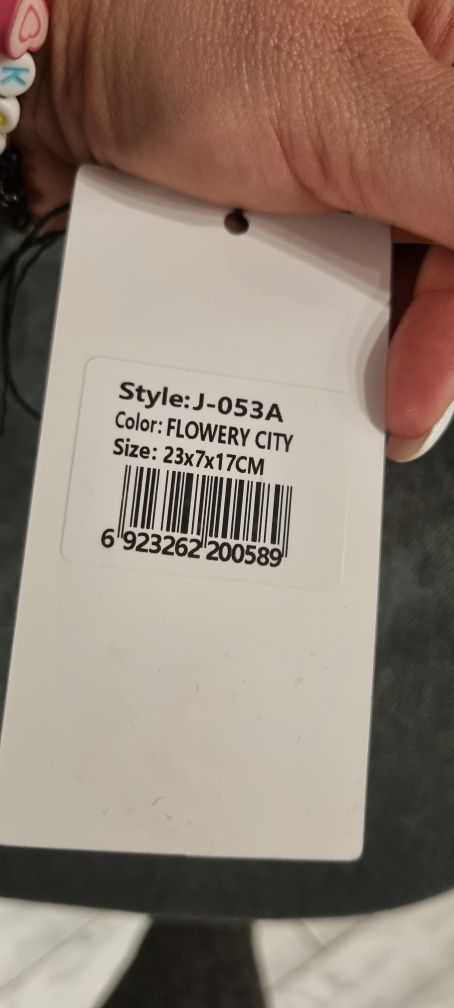 K
Style:J-053A
Color: FLOWERY CITY
Size: 23x7x17CM
6 923262 200589